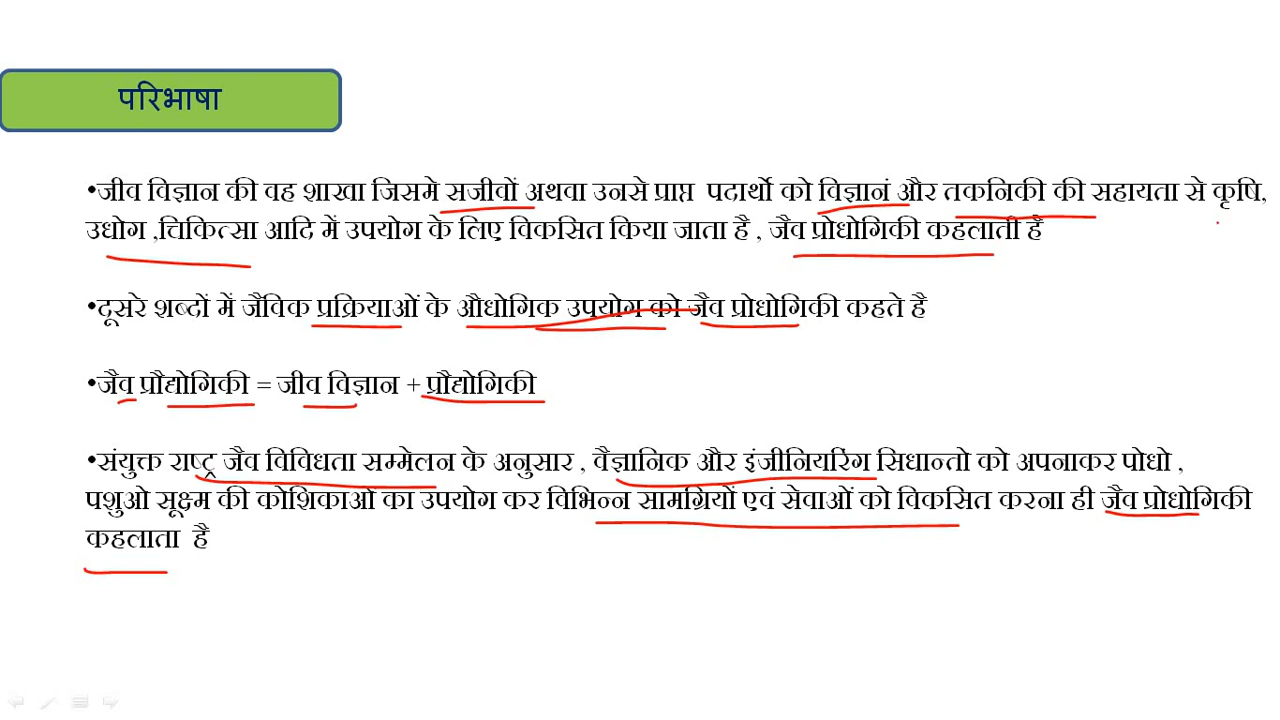 परिभाषा
•जीव विज्ञान की वह शाखा जिसमे सजीवों अथवा उनसे प्राप्त पदार्थो को विज्ञानं और तकनिकी की सहायता से कृषि,
उधोग ,चिकित्सा आदि में उपयोग के लिए विकसित किया जाता है , जैव प्रोधोगिकी कहलाती है
•दूसरे शब्दों में जैविक प्रक्रियाओं के औधोगिक उपयोग को जैव प्रोधोगिकी कहते है
•जैव प्रौद्योगिकी = जीव विज्ञान + प्रौद्योगिकी
•संयुक्त राष्ट्र जैव विविधता सम्मेलन के अनुसार , वैज्ञानिक और इंजीनियरिंग सिधान्तो को अपनाकर पोधो ,
पशुओ सूक्ष्म की कोशिकाओं का उपयोग कर विभिन्न सामग्रियों एवं सेवाओं को विकसित करना ही जैव प्रोधोगिकी
कहलाता है